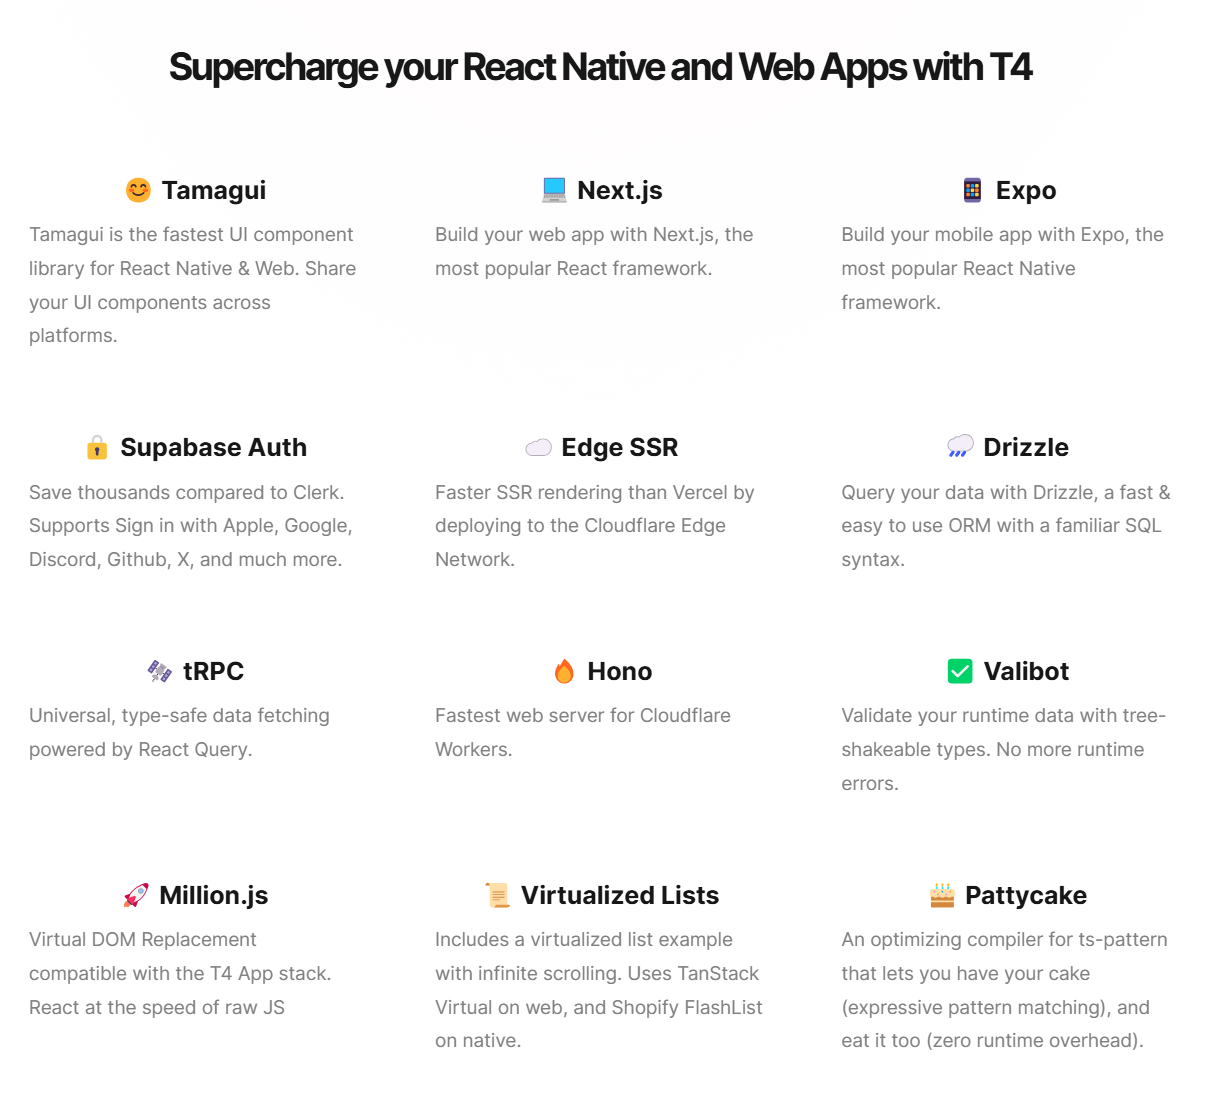 Supercharge your React Native and Web Apps with T4
😊 Tamagui
Tamagui is the fastest UI component
library for React Native & Web. Share
your UI components across
platforms.
💻 Next.js
Build your web app with Next.js, the
most popular React framework.
📱 Expo
Build your mobile app with Expo, the
most popular React Native
framework.
🔒 Supabase Auth
Save thousands compared to Clerk.
Supports Sign in with Apple, Google,
Discord, Github, X, and much more.
☁️ Edge SSR
Faster SSR rendering than Vercel by
deploying to the Cloudflare Edge
Network.
🌧️ Drizzle
Query your data with Drizzle, a fast &
easy to use ORM with a familiar SQL
syntax.
🛰️ tRPC
Universal, type-safe data fetching
powered by React Query.
🔥 Hono
Fastest web server for Cloudflare
Workers.
✅ Valibot
Validate your runtime data with tree-
shakeable types. No more runtime
errors.
🚀 Million.js
Virtual DOM Replacement
compatible with the T4 App stack.
React at the speed of raw JS
📜 Virtualized Lists
Includes a virtualized list example
with infinite scrolling. Uses TanStack
Virtual on web, and Shopify FlashList
on native.
🎂 Pattycake
An optimizing compiler for ts-pattern
that lets you have your cake
(expressive pattern matching), and
eat it too (zero runtime overhead).